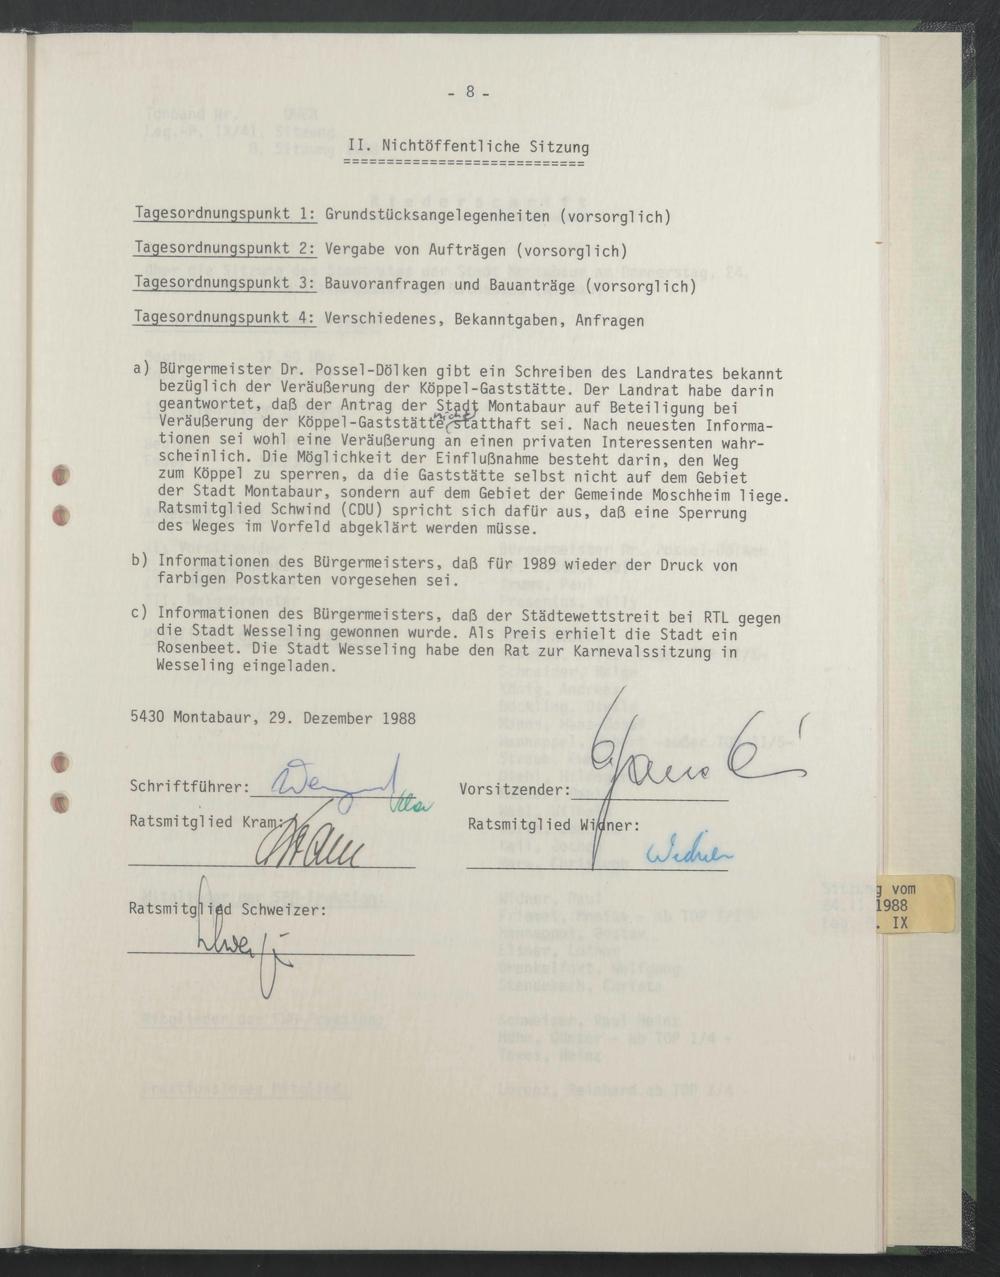 - 8 -
II. Nichtöffentliche Sitzung
============================
Tagesordnungspunkt 1: Grundstücksangelegenheiten (vorsorglich)
Tagesordnungspunkt 2: Vergabe von Aufträgen (vorsorglich)
Tagesordnungspunkt 3: Bauvoranfragen und Bauanträge (vorsorglich)
Tagesordnungspunkt 4: Verschiedenes, Bekanntgaben, Anfragen
a) Bürgermeister Dr. Possel-Dölken gibt ein Schreiben des Landrates bekannt
bezüglich der Veräußerung der Köppel-Gaststätte. Der Landrat habe darin
geantwortet, daß der Antrag der Stadt Montabaur auf Beteiligung bei
Veräußerung der Köppel-Gaststätte nicht statthaft sei. Nach neuesten Informa-
tionen sei wohl eine Veräußerung an einen privaten Interessenten wahr-
scheinlich. Die Möglichkeit der Einflußnahme besteht darin, den Weg
zum Köppel zu sperren, da die Gaststätte selbst nicht auf dem Gebiet
der Stadt Montabaur, sondern auf dem Gebiet der Gemeinde Moschheim liege.
Ratsmitglied Schwind (CDU) spricht sich dafür aus, daß eine Sperrung
des Weges im Vorfeld abgeklärt werden müsse.
b) Informationen des Bürgermeisters, daß für 1989 wieder der Druck von
farbigen Postkarten vorgesehen sei.
c) Informationen des Bürgermeisters, daß der Städtewettstreit bei RTL gegen
die Stadt Wesseling gewonnen wurde. Als Preis erhielt die Stadt ein
Rosenbeet. Die Stadt Wesseling habe den Rat zur Karnevalssitzung in
Wesseling eingeladen.
5430 Montabaur, 29. Dezember 1988
Schriftführer:
Vorsitzender:
Ratsmitglied Kram:
Kram
Ratsmitglied Widner:
Widner
Ratsmitglied Schweizer:
Sitzung vom
24.11.1988
Leg.-P. IX